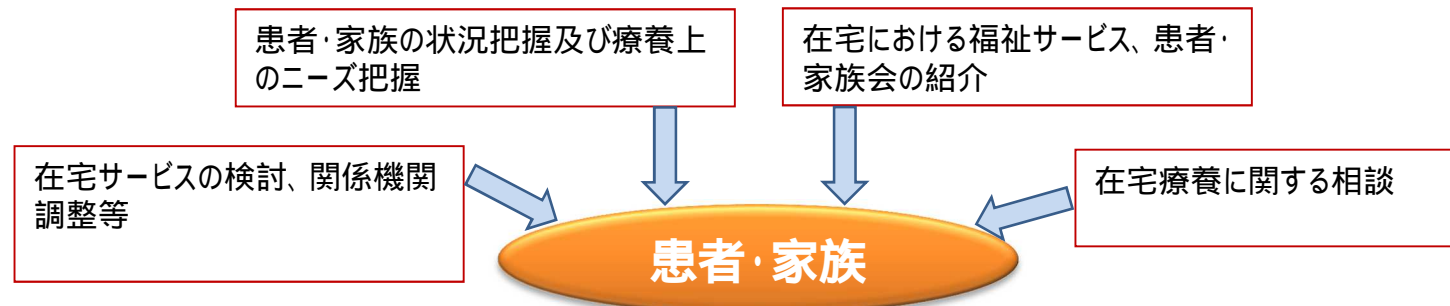 患者・家族の状況把握及び療養上
のニーズ把握
在宅における福祉サービス、患者・
家族会の紹介
在宅サービスの検討、関係機関
調整等
在宅療養に関する相談
患者・家族